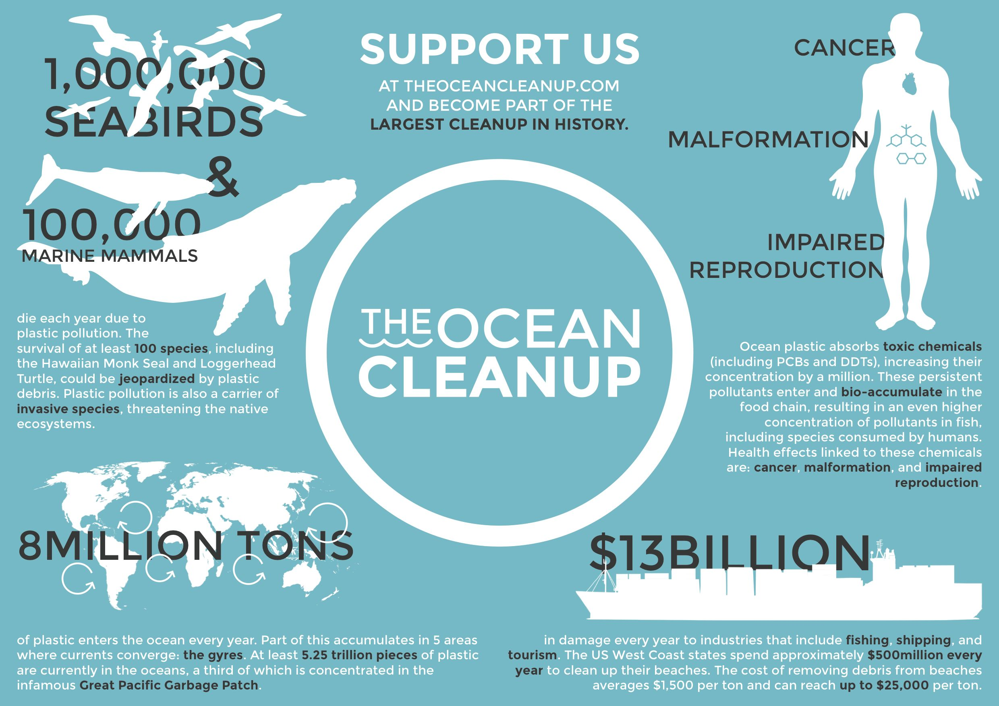 1,000,000
SEABIRDS
&
100,000
MARINE MAMMALS
die each year due to
plastic pollution. The
survival of at least 100 species, including
the Hawaiian Monk Seal and Loggerhead
Turtle, could be jeopardized by plastic
debris. Plastic pollution is also a carrier of
invasive species, threatening the native
ecosystems.
SUPPORT US
AT THEOCEANCLEANUP.COM
AND BECOME PART OF THE
LARGEST CLEANUP IN HISTORY.
THE OCEAN
CLEANUP
CANCER
MALFORMATION
IMPAIRED
REPRODUCTION
Ocean plastic absorbs toxic chemicals
(including PCBs and DDTs), increasing their
concentration by a million. These persistent
pollutants enter and bio-accumulate in the
food chain, resulting in an even higher
concentration of pollutants in fish,
including species consumed by humans.
Health effects linked to these chemicals
are: cancer, malformation, and impaired
reproduction.
8MILLION TONS
of plastic enters the ocean every year. Part of this accumulates in 5 areas
where currents converge: the gyres. At least 5.25 trillion pieces of plastic
are currently in the oceans, a third of which is concentrated in the
infamous Great Pacific Garbage Patch.
$13BILLION
in damage every year to industries that include fishing, shipping, and
tourism. The US West Coast states spend approximately $500million every
year to clean up their beaches. The cost of removing debris from beaches
averages $1,500 per ton and can reach up to $25,000 per ton.